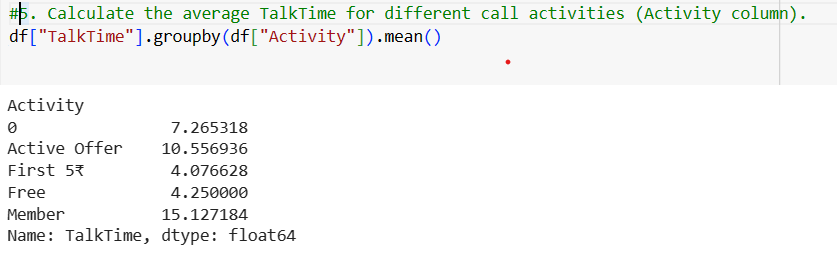 #5. Calculate the average TalkTime for different call activities (Activity column).
df["TalkTime"].groupby(df["Activity"]).mean()
Activity
0 7.265318
Active Offer 10.556936
First 5₹ 4.076628
Free 4.250000
Member 15.127184
Name: TalkTime, dtype: float64